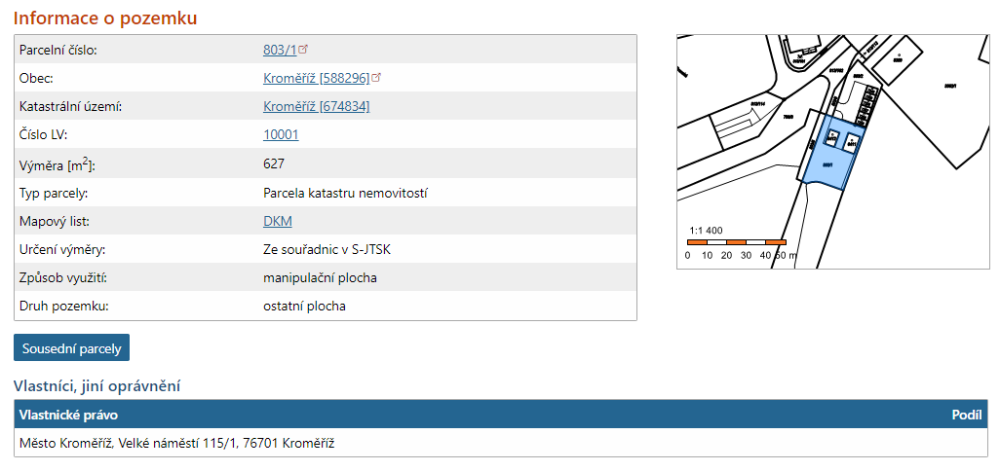 Informace o pozemku
Parcelní číslo: 803/1
Obec: Kroměříž [588296]
Katastrální území: Kroměříž [674834]
Číslo LV: 10001
Výměra [m2]: 627
Typ parcely: Parcela katastru nemovitostí
Mapový list: DKM
Určení výměry: Ze souřadnic v S-JTSK
Způsob využití: manipulační plocha
Druh pozemku: ostatní plocha
1:1 400
0 10 20 30 40 50 m
Sousední parcely
Vlastníci, jiní oprávnění
Vlastnické právo Podíl
Město Kroměříž, Velké náměstí 115/1, 76701 Kroměříž